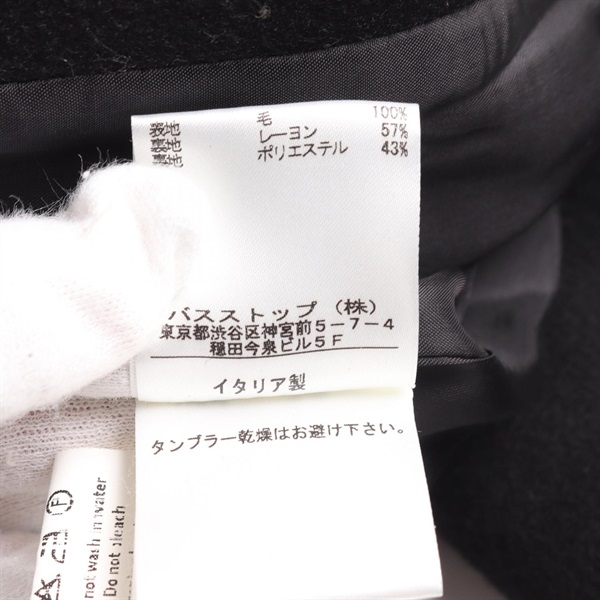 表地 毛 100%
裏地 レーヨン 57%
裏地 ポリエステル 43%
バスストップ (株)
東京都渋谷区神宮前5-7-4
穏田今泉ビル5F
イタリア製
タンブラー乾燥はお避け下さい。
not wash in water
Do not bleach
F